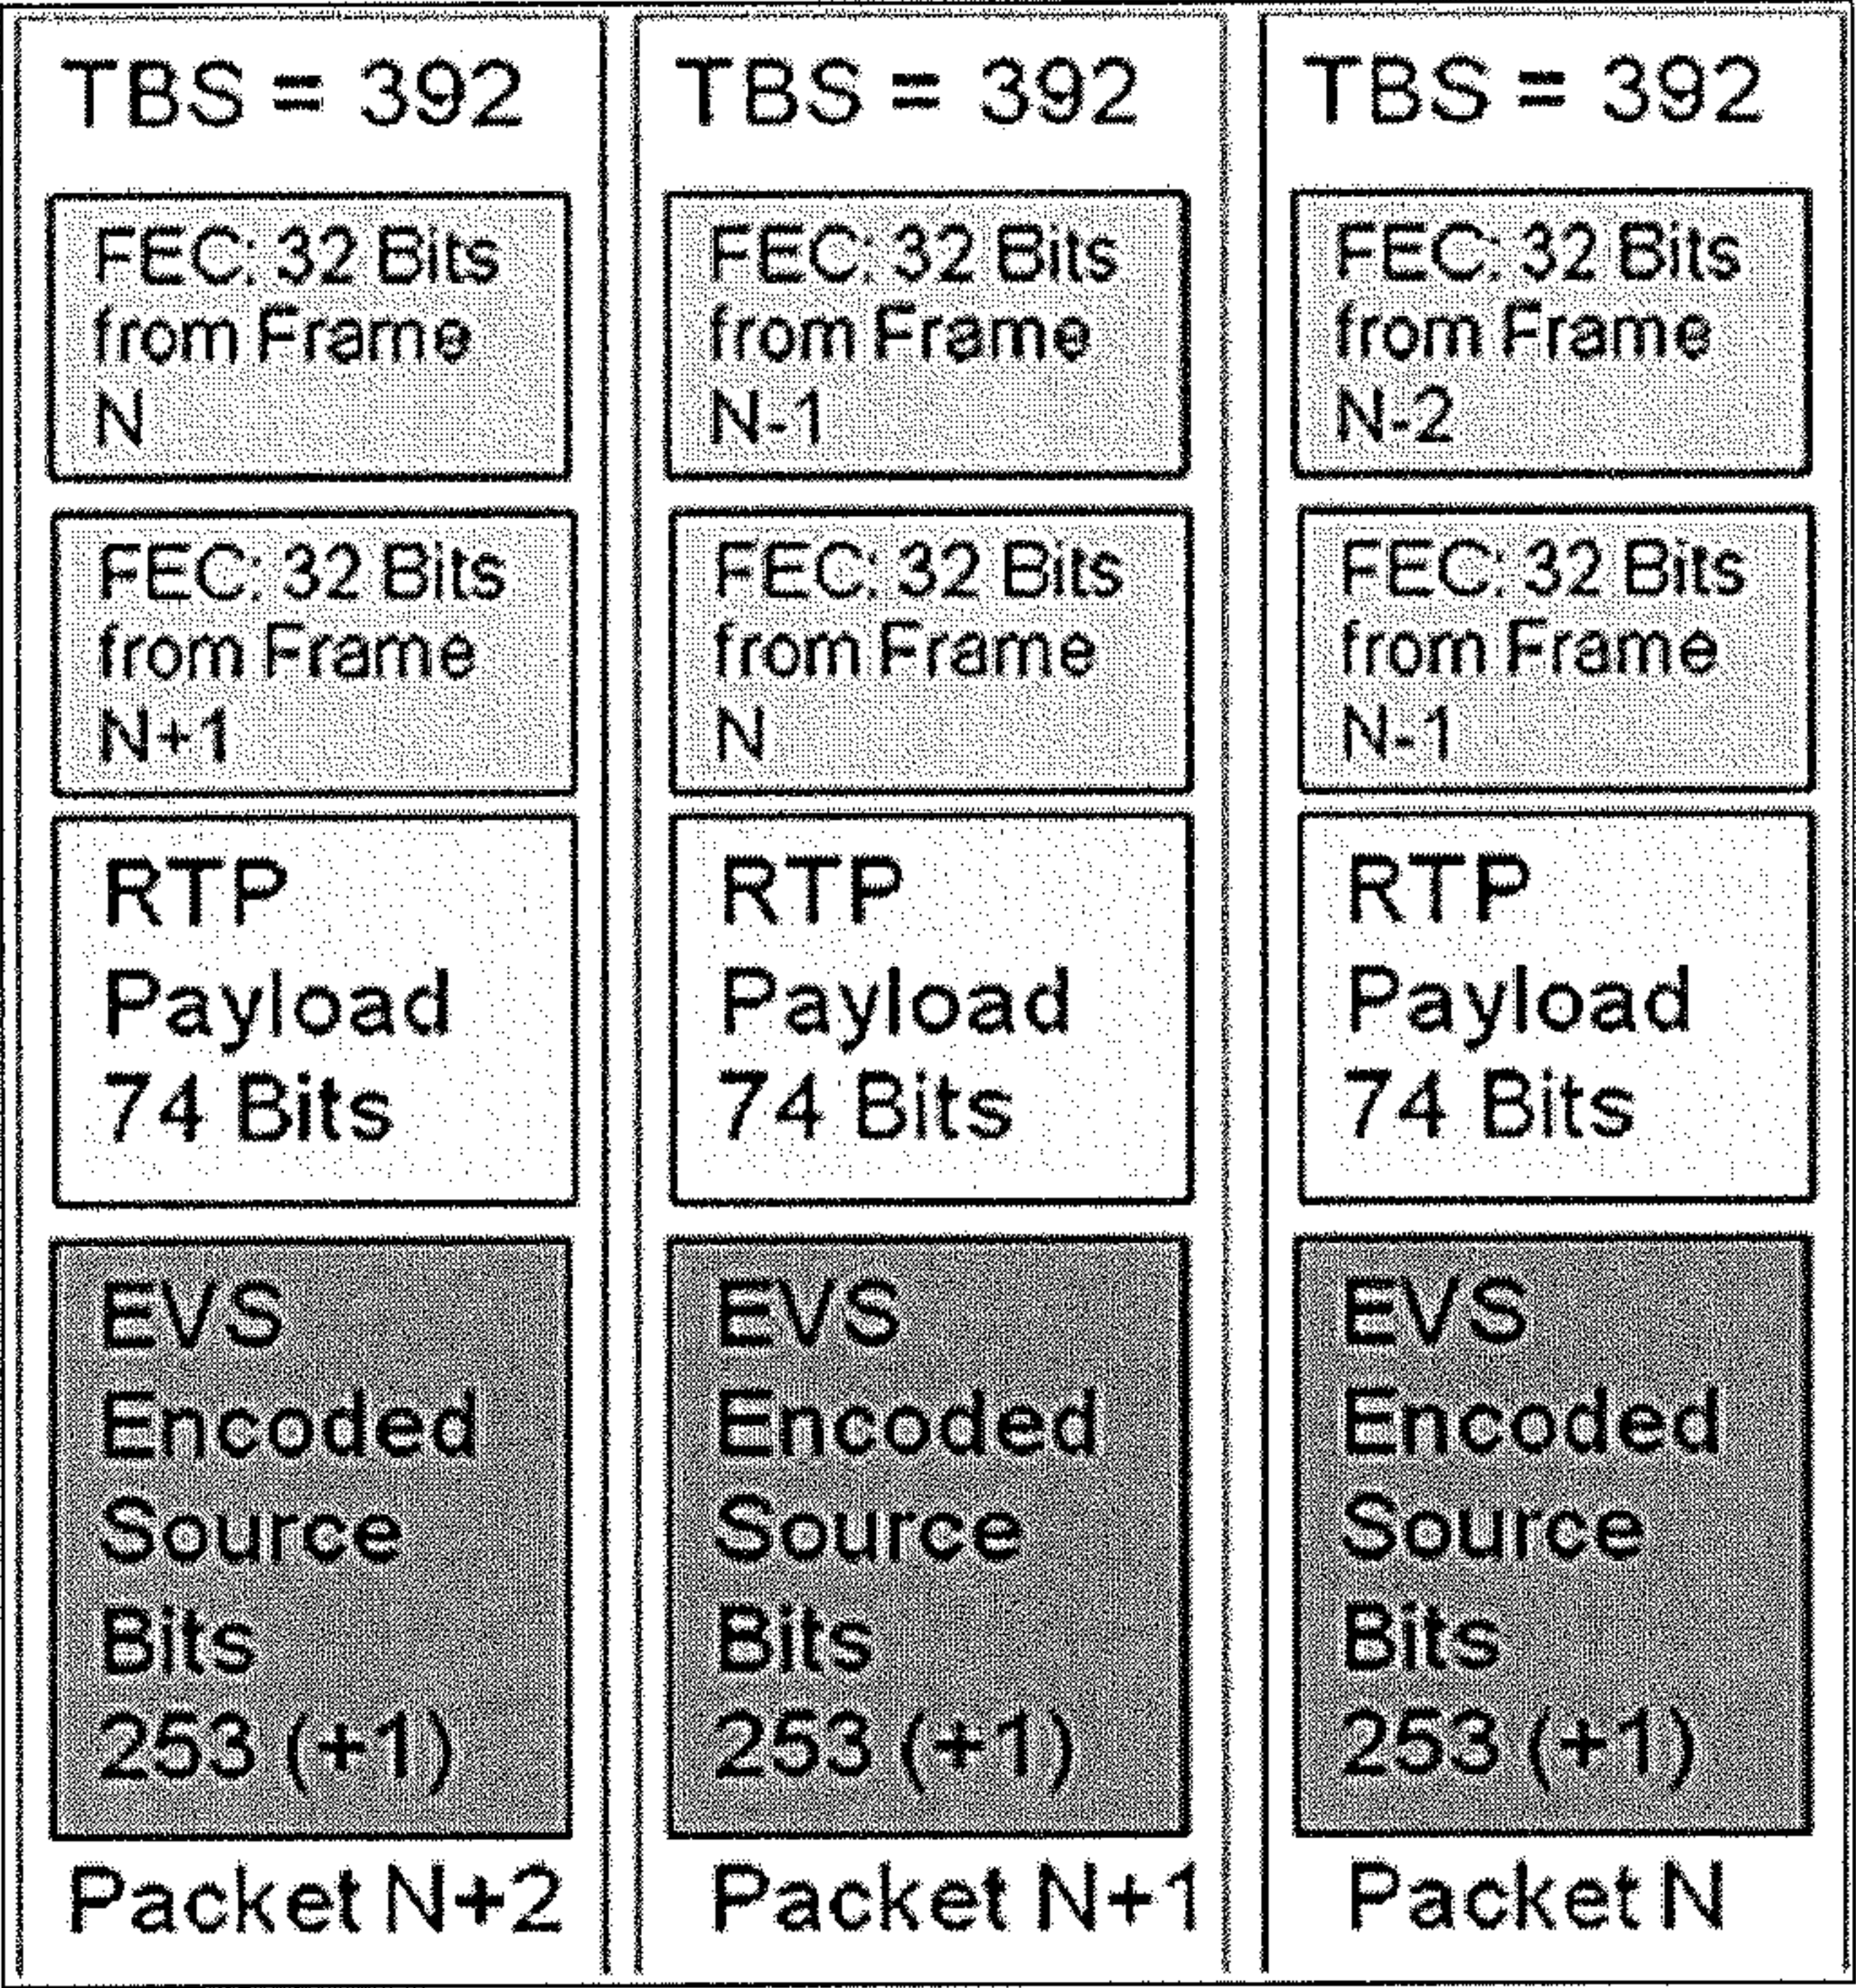 TBS = 392
FEC: 32 Bits
from Frame
N
FEC: 32 Bits
from Frame
N+1
RTP
Payload
74 Bits
EVS
Encoded
Source
Bits
253 (+1)
Packet N+2
TBS = 392
FEC: 32 Bits
from Frame
N-1
FEC: 32 Bits
from Frame
N
RTP
Payload
74 Bits
EVS
Encoded
Source
Bits
253 (+1)
Packet N+1
TBS = 392
FEC: 32 Bits
from Frame
N-2
FEC: 32 Bits
from Frame
N-1
RTP
Payload
74 Bits
EVS
Encoded
Source
Bits
253 (+1)
Packet N